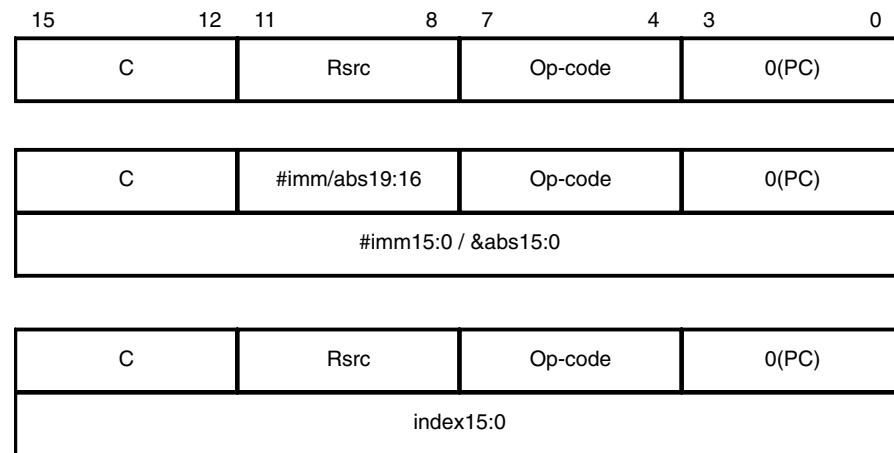 15 12 11 8 7 4 3 0
C Rsrc Op-code 0(PC)
C #imm/abs19:16 Op-code 0(PC)
#imm15:0 / &abs15:0
C Rsrc Op-code 0(PC)
index15:0